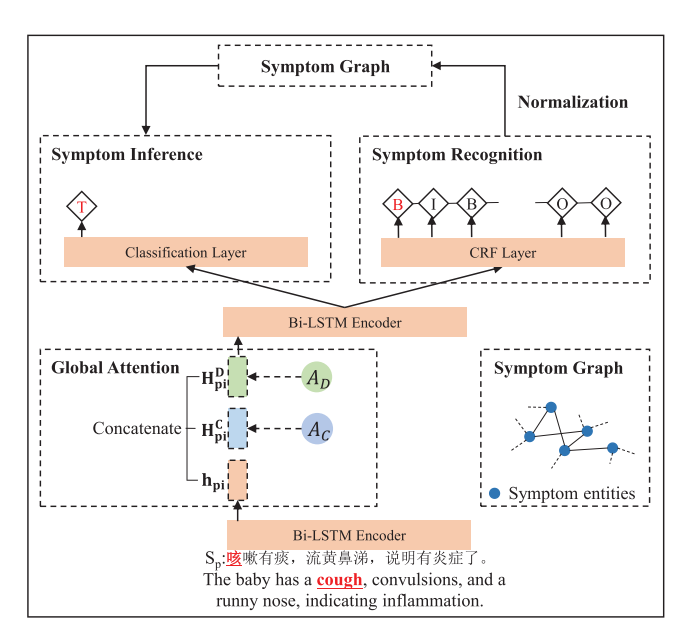 Symptom Graph
Normalization
Symptom Inference
T
Classification Layer
Symptom Recognition
B I B O O
CRF Layer
Bi-LSTM Encoder
Global Attention
H_pi^D A_D
Concatenate
H_pi^C A_C
h_pi
Symptom Graph
Symptom entities
Bi-LSTM Encoder
S_p:咳嗽有痰，流黄鼻涕，说明有炎症了。
The baby has a cough, convulsions, and a
runny nose, indicating inflammation.